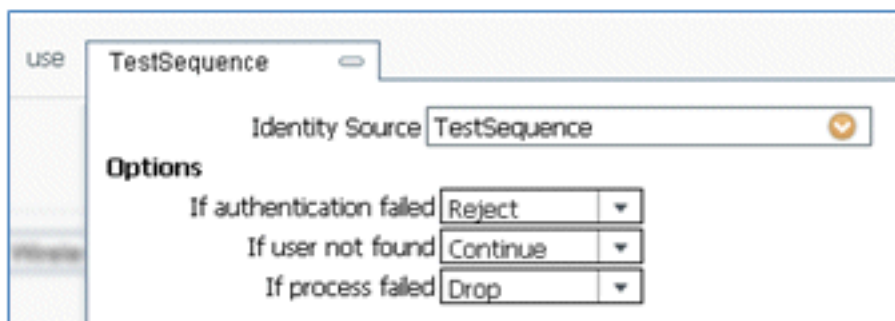 use TestSequence
Identity Source TestSequence
Options
If authentication failed Reject
If user not found Continue
If process failed Drop